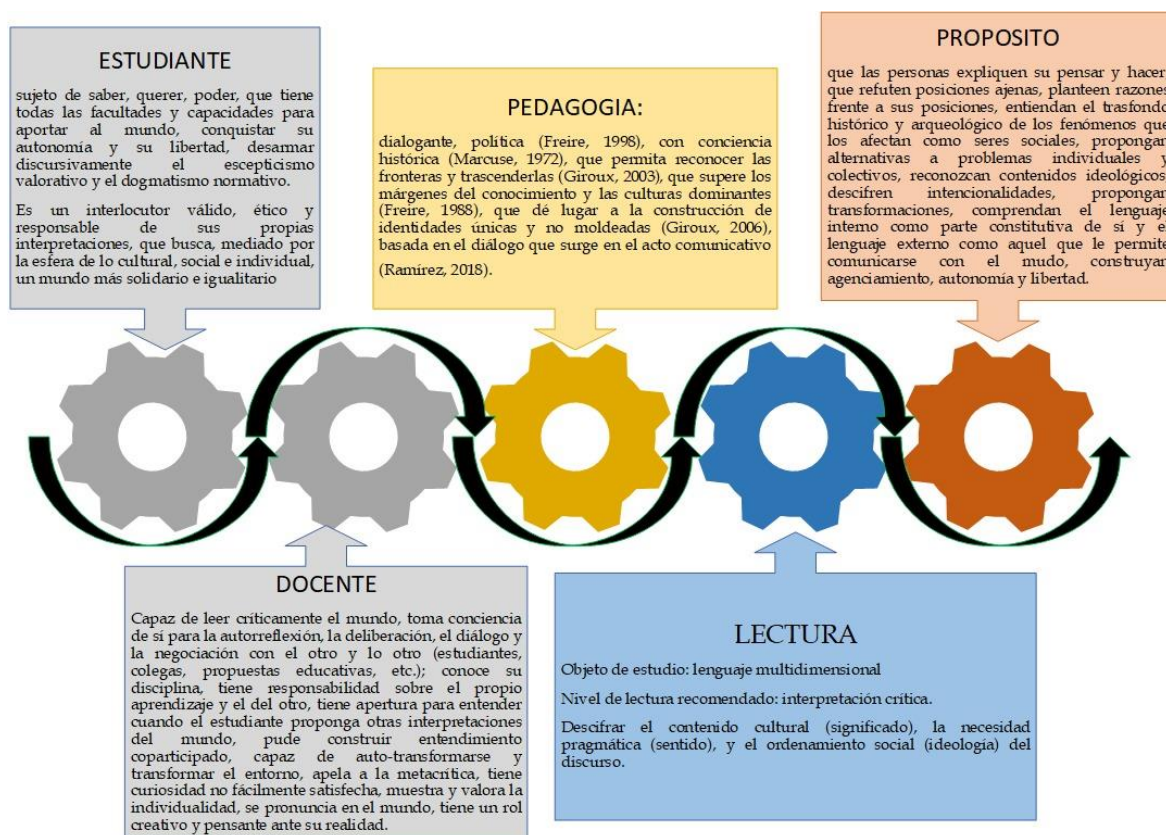 ESTUDIANTE
sujeto de saber, querer, poder, que tiene
todas las facultades y capacidades para
aportar al mundo, conquistar su
autonomía y su libertad, desarmar
discursivamente el escepticismo
valorativo y el dogmatismo normativo.
Es un interlocutor válido, ético y
responsable de sus propias
interpretaciones, que busca, mediado por
la esfera de lo cultural, social e individual,
un mundo más solidario e igualitario
PEDAGOGIA:
dialogante, política (Freire, 1998), con conciencia
histórica (Marcuse, 1972), que permita reconocer las
fronteras y trascenderlas (Giroux, 2003), que supere los
márgenes del conocimiento y las culturas dominantes
(Freire, 1988), que dé lugar a la construcción de
identidades únicas y no moldeadas (Giroux, 2006),
basada en el diálogo que surge en el acto comunicativo
(Ramírez, 2018).
PROPOSITO
que las personas expliquen su pensar y hacer,
que refuten posiciones ajenas, planteen razones
frente a sus posiciones, entiendan el trasfondo
histórico y arqueológico de los fenómenos que
los afectan como seres sociales, propongan
alternativas a problemas individuales y
colectivos, reconozcan contenidos ideológicos,
descifren intencionalidades, propongan
transformaciones, comprendan el lenguaje
interno como parte constitutiva de sí y el
lenguaje externo como aquel que le permite
comunicarse con el mudo, construyan
agenciamiento, autonomía y libertad.
DOCENTE
Capaz de leer críticamente el mundo, toma conciencia
de sí para la autorreflexión, la deliberación, el diálogo y
la negociación con el otro y lo otro (estudiantes,
colegas, propuestas educativas, etc.); conoce su
disciplina, tiene responsabilidad sobre el propio
aprendizaje y el del otro, tiene apertura para entender
cuando el estudiante proponga otras interpretaciones
del mundo, pude construir entendimiento
coparticipado, capaz de auto-transformarse y
transformar el entorno, apela a la metacrítica, tiene
curiosidad no fácilmente satisfecha, muestra y valora la
individualidad, se pronuncia en el mundo, tiene un rol
creativo y pensante ante su realidad.
LECTURA
Objeto de estudio: lenguaje multidimensional
Nivel de lectura recomendado: interpretación crítica.
Descifrar el contenido cultural (significado), la necesidad
pragmática (sentido), y el ordenamiento social (ideología) del
discurso.